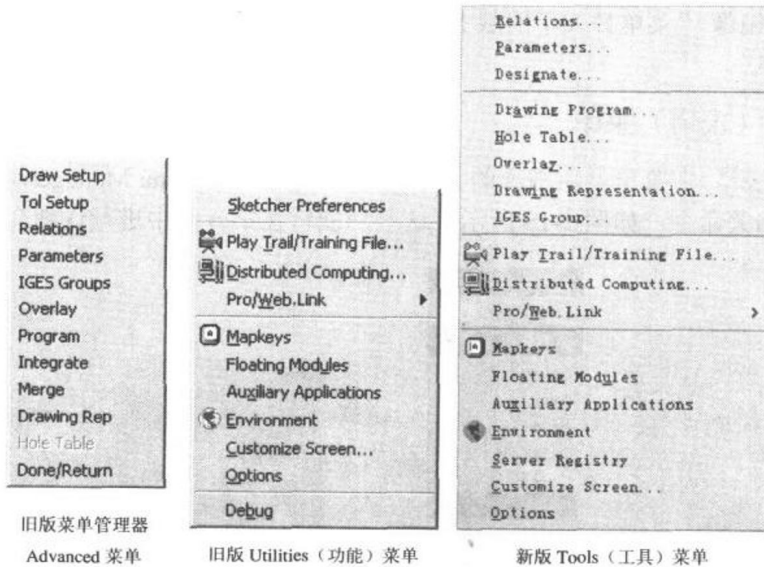 Draw Setup
Tol Setup
Relations
Parameters
IGES Groups
Overlay
Program
Integrate
Merge
Drawing Rep
Hole Table
Done/Return
旧版菜单管理器
Advanced 菜单
Sketcher Preferences
Play Trail/Training File...
Distributed Computing...
Pro/Web.Link
Mapkeys
Floating Modules
Auxiliary Applications
Environment
Customize Screen...
Options
Debug
旧版 Utilities（功能）菜单
Relations...
Parameters...
Designate...
Drawing Program...
Hole Table...
Overlay...
Drawing Representation...
IGES Group...
Play Trail/Training File...
Distributed Computing...
Pro/Web.Link
Mapkeys
Floating Modules
Auxiliary Applications
Environment
Server Registry
Customize Screen...
Options
新版 Tools（工具）菜单